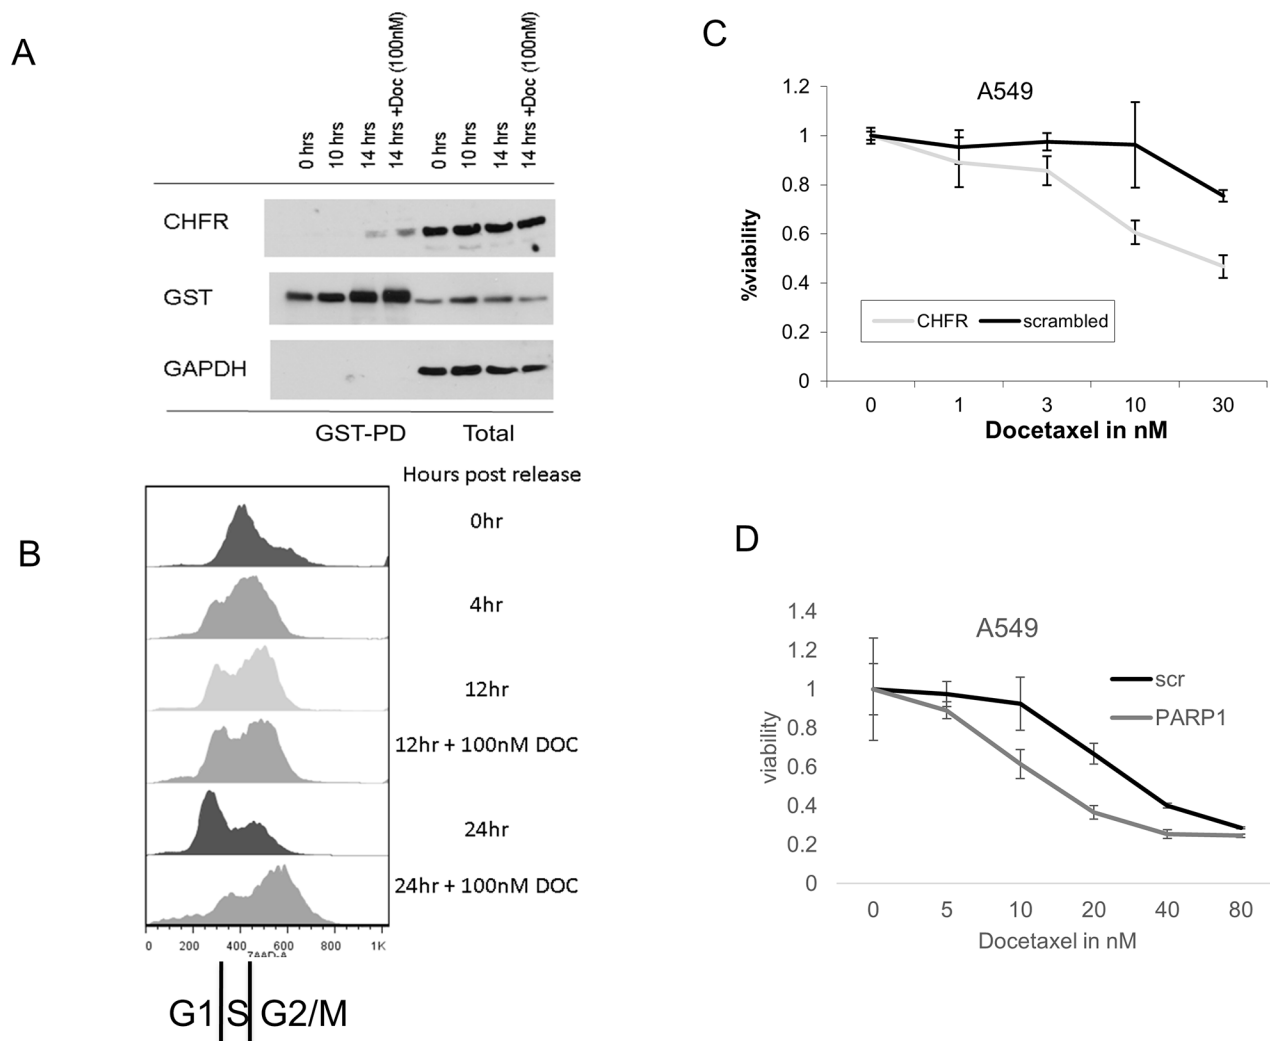 A
0 hrs
10 hrs
14 hrs
14 hrs +Doc (100nM)
0 hrs
10 hrs
14 hrs
14 hrs +Doc (100nM)
CHFR
GST
GAPDH
GST-PD Total
B
Hours post release
0hr
4hr
12hr
12hr + 100nM DOC
24hr
24hr + 100nM DOC
0 200 400 600 800 1K
7AAD-A
G1 S G2/M
C
A549
1.2
1
0.8
0.6
0.4
0.2
0
%viability
CHFR scrambled
0 1 3 10 30
Docetaxel in nM
D
A549
1.4
1.2
1
0.8
0.6
0.4
0.2
0
viability
scr
PARP1
0 5 10 20 40 80
Docetaxel in nM